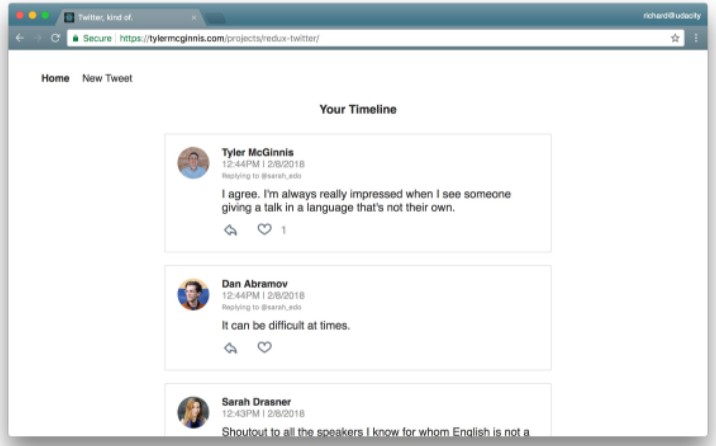 Twitter, kind of.
richard@udacity
Secure https://tylermcginnis.com/projects/redux-twitter/
Home New Tweet
Your Timeline
Tyler McGinnis
12:44PM | 2/8/2018
Replying to @sarah_edo
I agree. I'm always really impressed when I see someone
giving a talk in a language that's not their own.
1
Dan Abramov
12:44PM | 2/8/2018
Replying to @sarah_edo
It can be difficult at times.
Sarah Drasner
12:43PM | 2/8/2018
Shoutout to all the speakers I know for whom English is not a